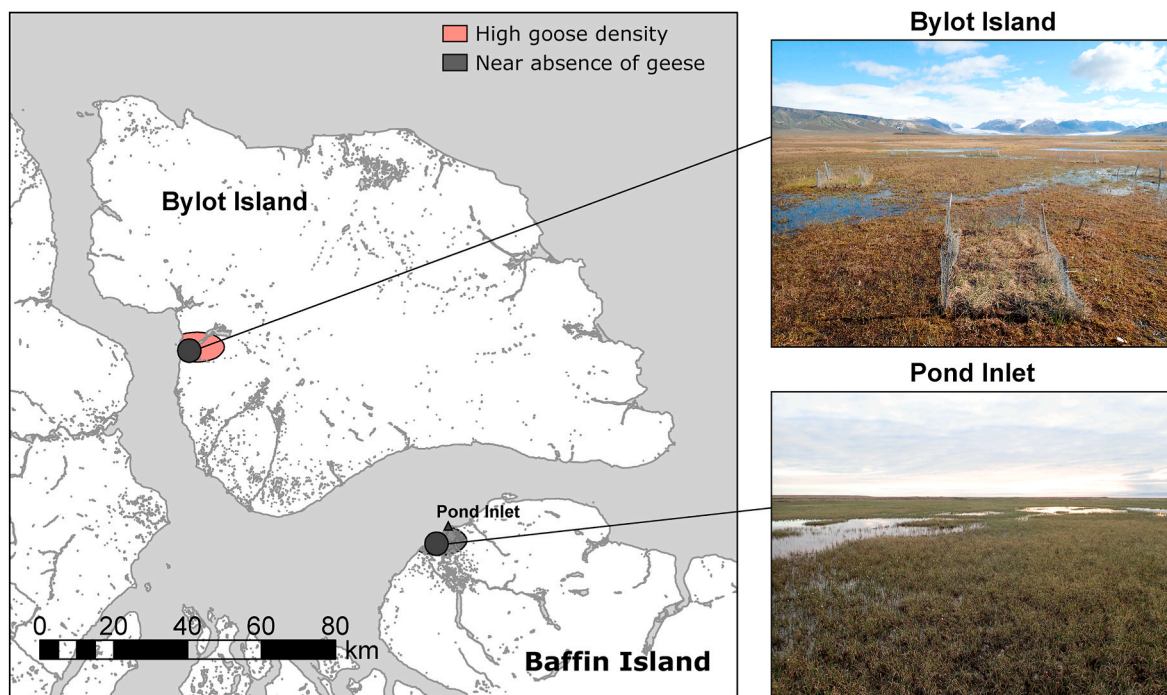 High goose density
Near absence of geese
Bylot Island
Pond Inlet
0 20 40 60 80
km
Baffin Island
Bylot Island
Pond Inlet